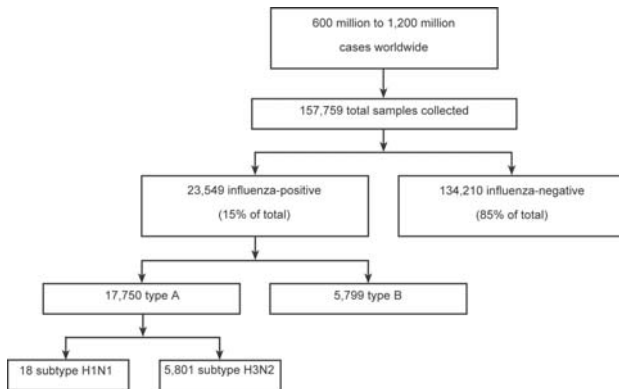 600 million to 1,200 million
cases worldwide
157,759 total samples collected
23,549 influenza-positive
(15% of total)
134,210 influenza-negative
(85% of total)
17,750 type A
5,799 type B
18 subtype H1N1
5,801 subtype H3N2